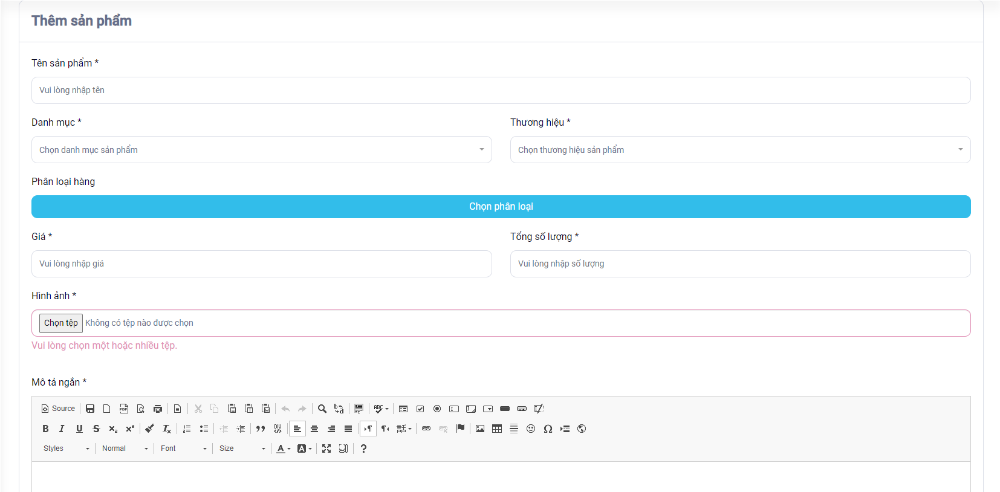 Thêm sản phẩm
Tên sản phẩm *
Vui lòng nhập tên
Danh mục * Thương hiệu *
Chọn danh mục sản phẩm Chọn thương hiệu sản phẩm
Phân loại hàng
Chọn phân loại
Giá * Tổng số lượng *
Vui lòng nhập giá Vui lòng nhập số lượng
Hình ảnh *
Chọn tệp Không có tệp nào được chọn
Vui lòng chọn một hoặc nhiều tệp.
Mô tả ngắn *
Source
Styles Normal Font Size